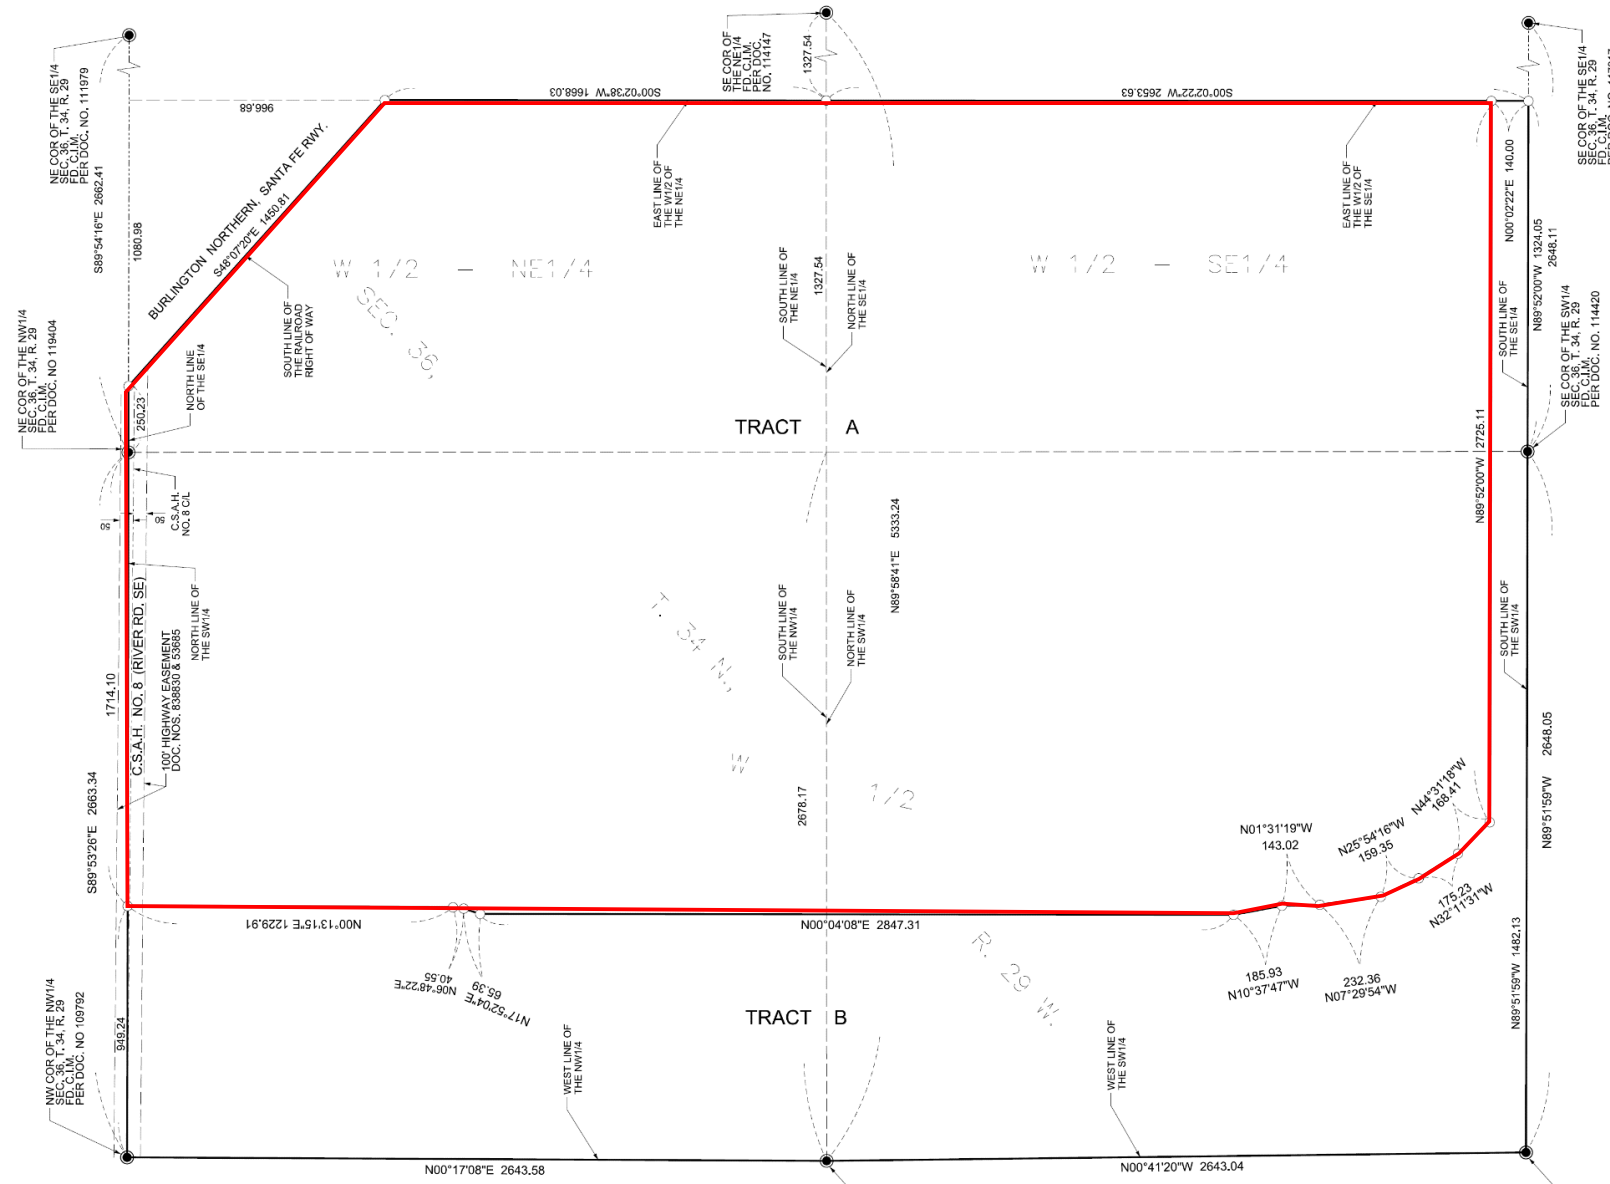 SE COR OF
THE NE1/4
FD. C.I.M.
PER DOC.
NO. 114147
1327.54
NE COR OF THE SE1/4
SEC. 36, T. 34, R. 29
FD. C.I.M.
PER DOC. NO. 111979
SE COR OF THE SE1/4
SEC. 36, T. 34, R. 29
FD. C.I.M.
966.68
S00°02'38"W 1668.03
S00°02'22"W 2653.63
S89°54'16"E 2662.41
1080.98
BURLINGTON NORTHERN, SANTA FE RWY.
S48°07'20"E 1450.81
EAST LINE OF
THE W1/2 OF
THE NE1/4
EAST LINE OF
THE W1/2 OF
THE SE1/4
N00°02'22"E 140.00
N89°52'00"W 1324.05
2648.11
W 1/2 - NE1/4
W 1/2 - SE1/4
SEC. 36,
SOUTH LINE OF
THE RAILROAD
RIGHT OF WAY
SOUTH LINE OF
THE NE1/4
1327.54
NORTH LINE OF
THE SE1/4
SOUTH LINE OF
THE SE1/4
SE COR OF THE SW1/4
SEC. 36, T. 34, R. 29
FD. C.I.M.
PER DOC. NO. 114420
NE COR OF THE NW1/4
SEC. 36, T. 34, R. 29
FD. C.I.M.
PER DOC. NO 119404
NORTH LINE
OF THE SE1/4
250.23
TRACT A
N89°52'00"W 2725.11
C.S.A.H.
NO. 8 C/L
50
50
N89°58'41"E 5333.24
C.S.A.H. NO. 8 (RIVER RD. SE)
NORTH LINE OF
THE SW1/4
100' HIGHWAY EASEMENT
DOC. NOS. 838830 & 53685
1714.10
S89°53'26"E 2663.34
T. 34 N.,
SOUTH LINE OF
THE NW1/4
NORTH LINE OF
THE SW1/4
SOUTH LINE OF
THE SW1/4
W 1/2
2678.17
N89°51'59"W 2648.05
N44°31'18"W
168.41
N01°31'19"W
143.02
N25°54'16"W
159.35
175.23
N32°11'31"W
N00°13'15"E 1229.91
N00°04'08"E 2847.31
N06°48'22"E
40.55
65.39
N17°52'04"E
R. 29 W.
185.93
N10°37'47"W
232.36
N07°29'54"W
N89°51'59"W 1482.13
TRACT B
NW COR OF THE NW1/4
SEC. 36, T. 34, R. 29
FD. C.I.M.
PER DOC. NO 109792
949.24
WEST LINE OF
THE NW1/4
WEST LINE OF
THE SW1/4
N00°17'08"E 2643.58
N00°41'20"W 2643.04